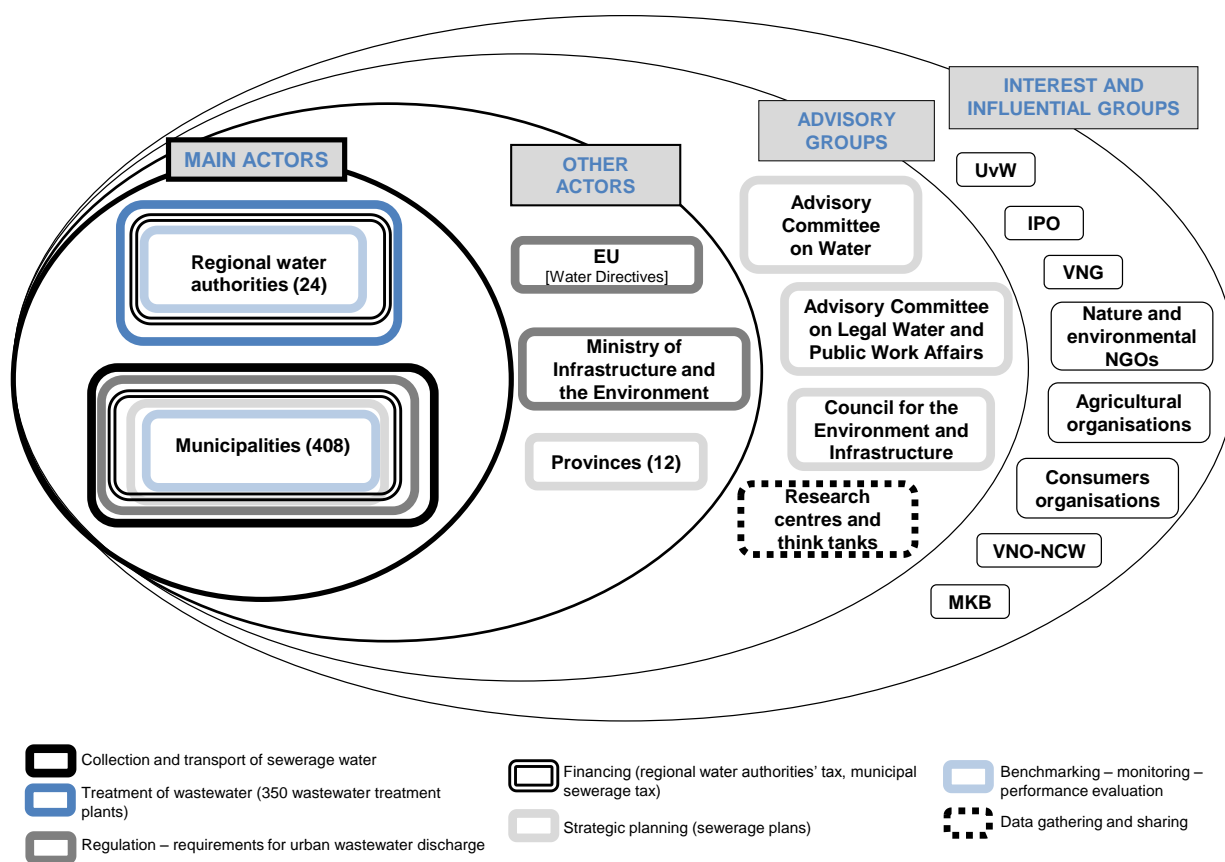 MAIN ACTORS
Regional water
authorities (24)
Municipalities (408)
OTHER
ACTORS
EU
[Water Directives]
Ministry of
Infrastructure and
the Environment
Provinces (12)
ADVISORY
GROUPS
Advisory
Committee
on Water
Advisory Committee
on Legal Water and
Public Work Affairs
Council for the
Environment and
Infrastructure
Research
centres and
think tanks
INTEREST AND
INFLUENTIAL GROUPS
UvW
IPO
VNG
Nature and
environmental
NGOs
Agricultural
organisations
Consumers
organisations
VNO-NCW
MKB
Collection and transport of sewerage water
Treatment of wastewater (350 wastewater treatment
plants)
Regulation – requirements for urban wastewater discharge
Financing (regional water authorities' tax, municipal
sewerage tax)
Strategic planning (sewerage plans)
Benchmarking – monitoring –
performance evaluation
Data gathering and sharing